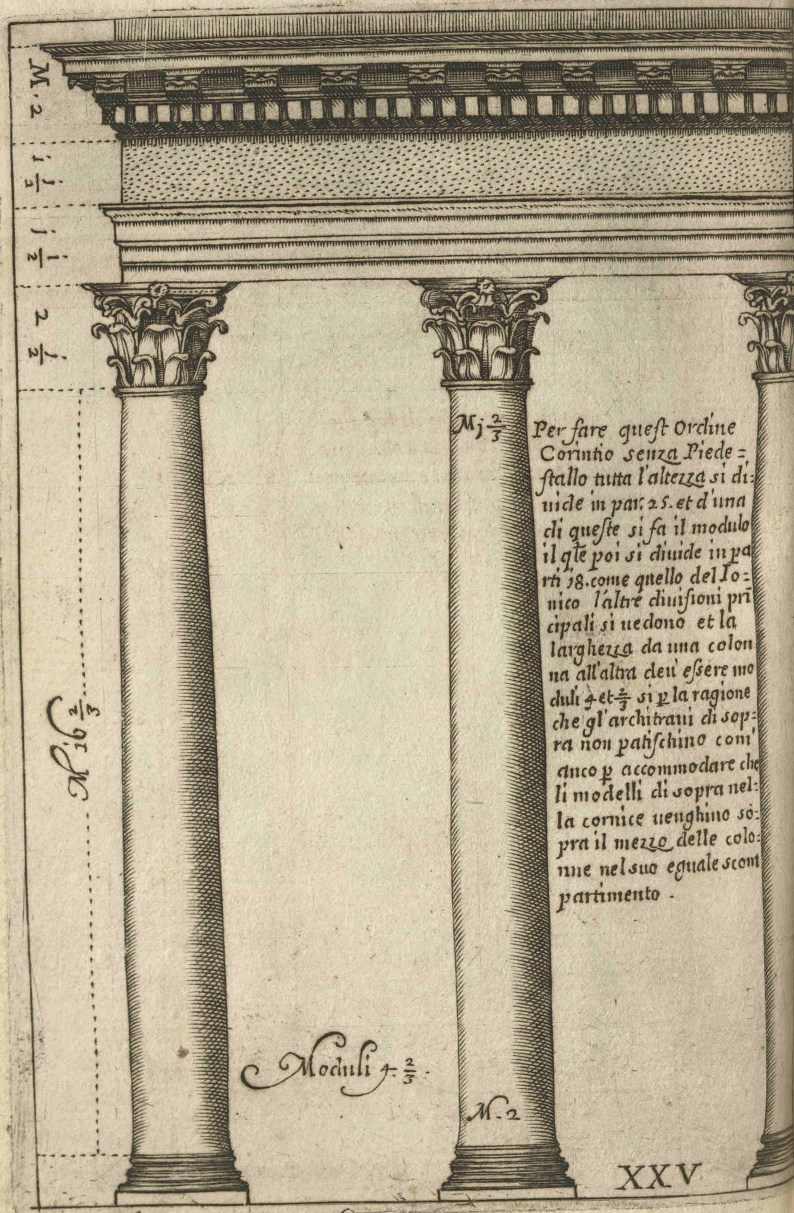 M. 2
j 1/2
j 1/2
2 1/2
M 16 2/3
Mj 2/3
Per fare quest Ordine
Corintio senza Piede =
stallo tutta l'altezza si di:
uide in par: 25. et d'una
di queste si fa il modulo
il qle poi si diuide in pa
rti 18. come quello del Io:
nico l'altre diuisioni pri
cipali si uedono et la
larghezza da una colon
na all'altra deu' essere mo
duli 4 et 2/3 si p la ragione
che gl'architraui di sop:
ra non patischino com'
anco p accommodare che
li modelli di sopra nel:
la cornice uenghino so:
pra il mezzo delle colo:
nne nel suo eguale scom
partimento.
Moduli 4 2/3.
M. 2
XXV